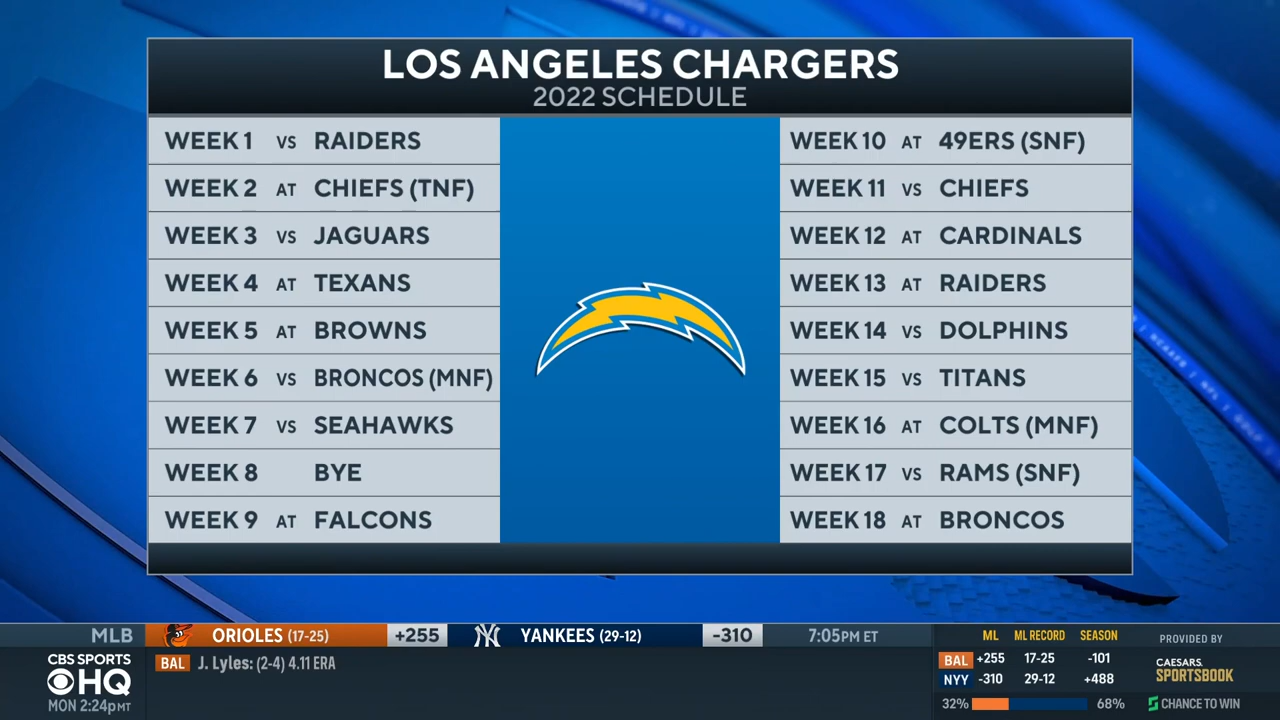 LOS ANGELES CHARGERS
2022 SCHEDULE
WEEK 1 VS RAIDERS
WEEK 2 AT CHIEFS (TNF)
WEEK 3 VS JAGUARS
WEEK 4 AT TEXANS
WEEK 5 AT BROWNS
WEEK 6 VS BRONCOS (MNF)
WEEK 7 VS SEAHAWKS
WEEK 8 BYE
WEEK 9 AT FALCONS
WEEK 10 AT 49ERS (SNF)
WEEK 11 VS CHIEFS
WEEK 12 AT CARDINALS
WEEK 13 AT RAIDERS
WEEK 14 VS DOLPHINS
WEEK 15 VS TITANS
WEEK 16 AT COLTS (MNF)
WEEK 17 VS RAMS (SNF)
WEEK 18 AT BRONCOS
MLB ORIOLES (17-25) +255 NY YANKEES (29-12) -310 7:05PM ET
CBS SPORTS
HQ
MON 2:24PM MT
BAL J. Lyles: (2-4) 4.11 ERA
ML ML RECORD SEASON
BAL +255 17-25 -101
NYY -310 29-12 +488
32% 68%
PROVIDED BY
CAESARS
SPORTSBOOK
CHANCE TO WIN